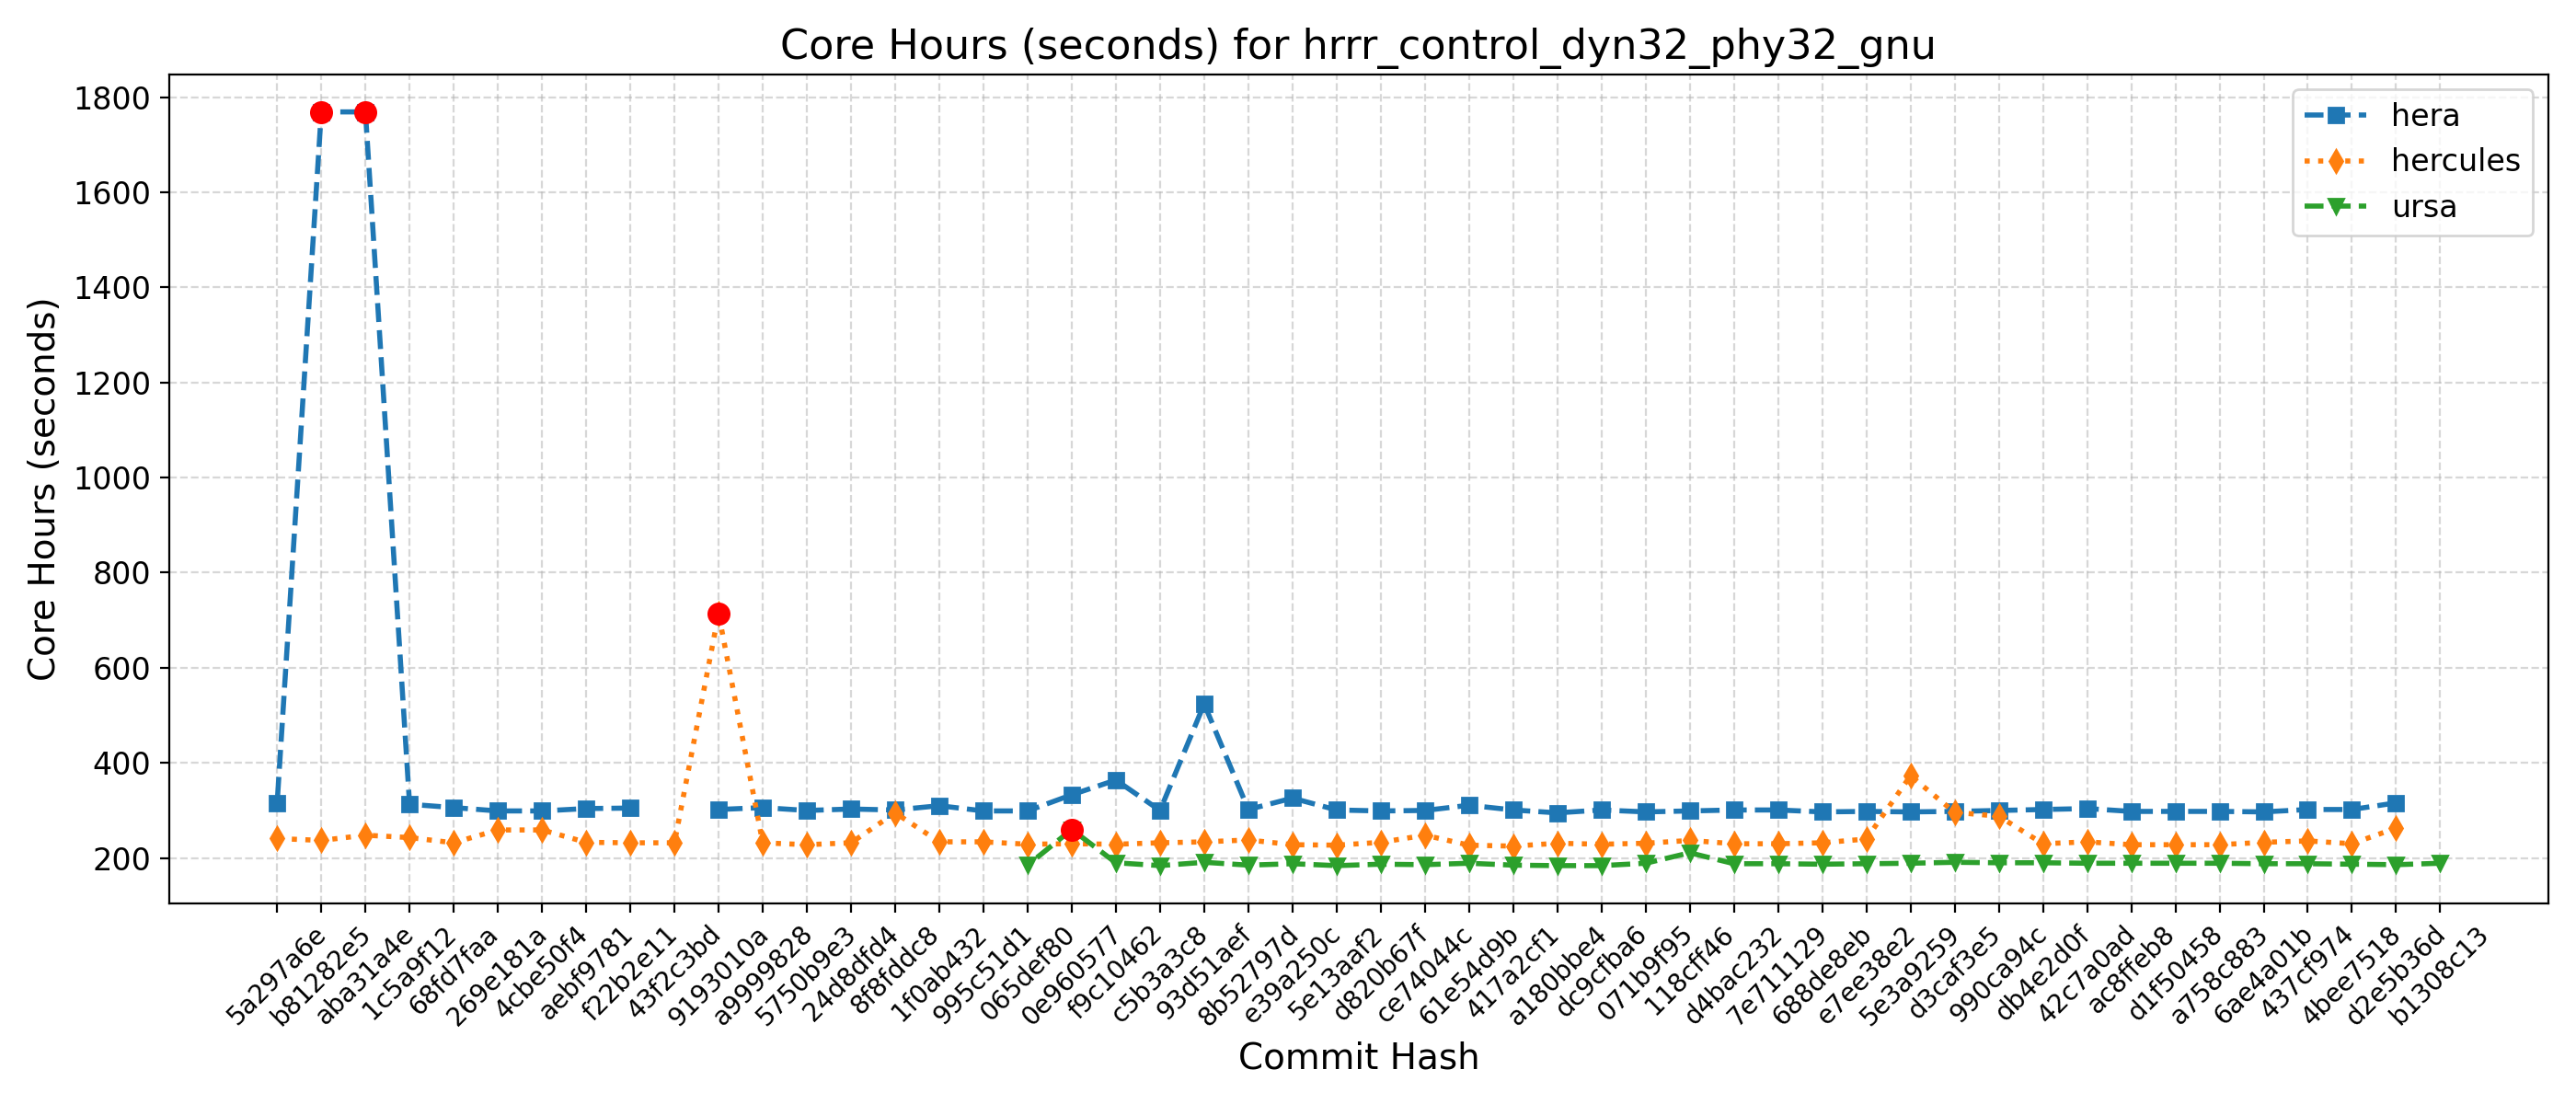 Core Hours (seconds) for hrrr_control_dyn32_phy32_gnu
hera
hercules
ursa
Core Hours (seconds)
1800
1600
1400
1200
1000
800
600
400
200
5a297a6e
b81282e5
aba31a4e
1c5a9f12
68fd7faa
269e181a
4cbe50f4
aebf9781
f22b2e11
43f2c3bd
9193010a
a9999828
5750b9e3
24d8dfd4
8f8fddc8
1f0ab432
995c51d1
065def80
0e960577
f9c10462
c5b3a3c8
93d51aef
8b52797d
e39a250c
5e13aaf2
d820b67f
ce74044c
61e54d9b
417a2cf1
a180bbe4
dc9cfba6
071b9f95
118cff46
d4bac232
7e711129
688de8eb
e7ee38e2
5e3a9259
d3caf3e5
990ca94c
db4e2d0f
42c7a0ad
ac8ffeb8
d1f50458
a758c883
6ae4a01b
437cf974
4bee7518
d2e5b36d
b1308c13
Commit Hash